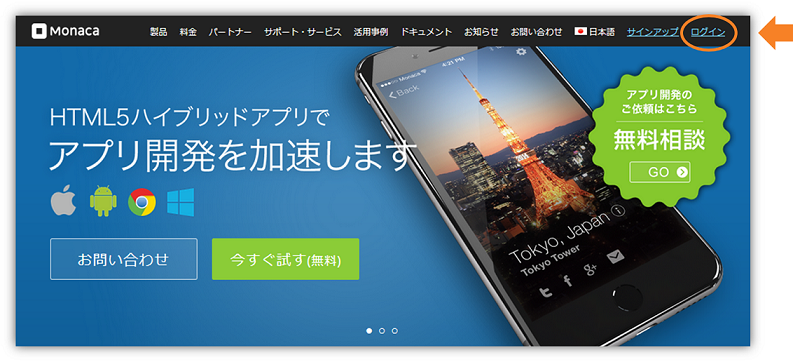 Monaca
製品 料金 パートナー サポート・サービス 活用事例 ドキュメント お知らせ お問い合わせ 日本語 サインアップ ログイン
HTML5ハイブリッドアプリで
アプリ開発を加速します
お問い合わせ
今すぐ試す(無料)
Monaca
4:21 PM
Back
Tokyo, Japan
Tokyo Tower
アプリ開発の
ご依頼はこちら
無料相談
GO